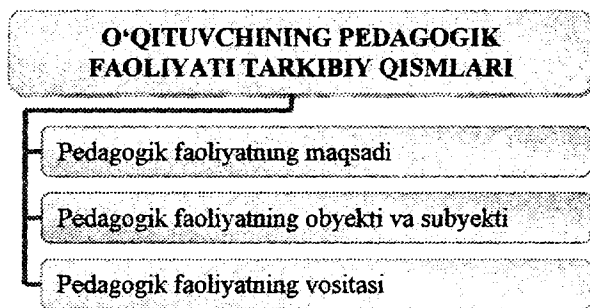 O‘QITUVCHINING PEDAGOGIK
FAOLIYATI TARKIBIY QISMLARI
Pedagogik faoliyatning maqsadi
Pedagogik faoliyatning obyekti va subyekti
Pedagogik faoliyatning vositasi